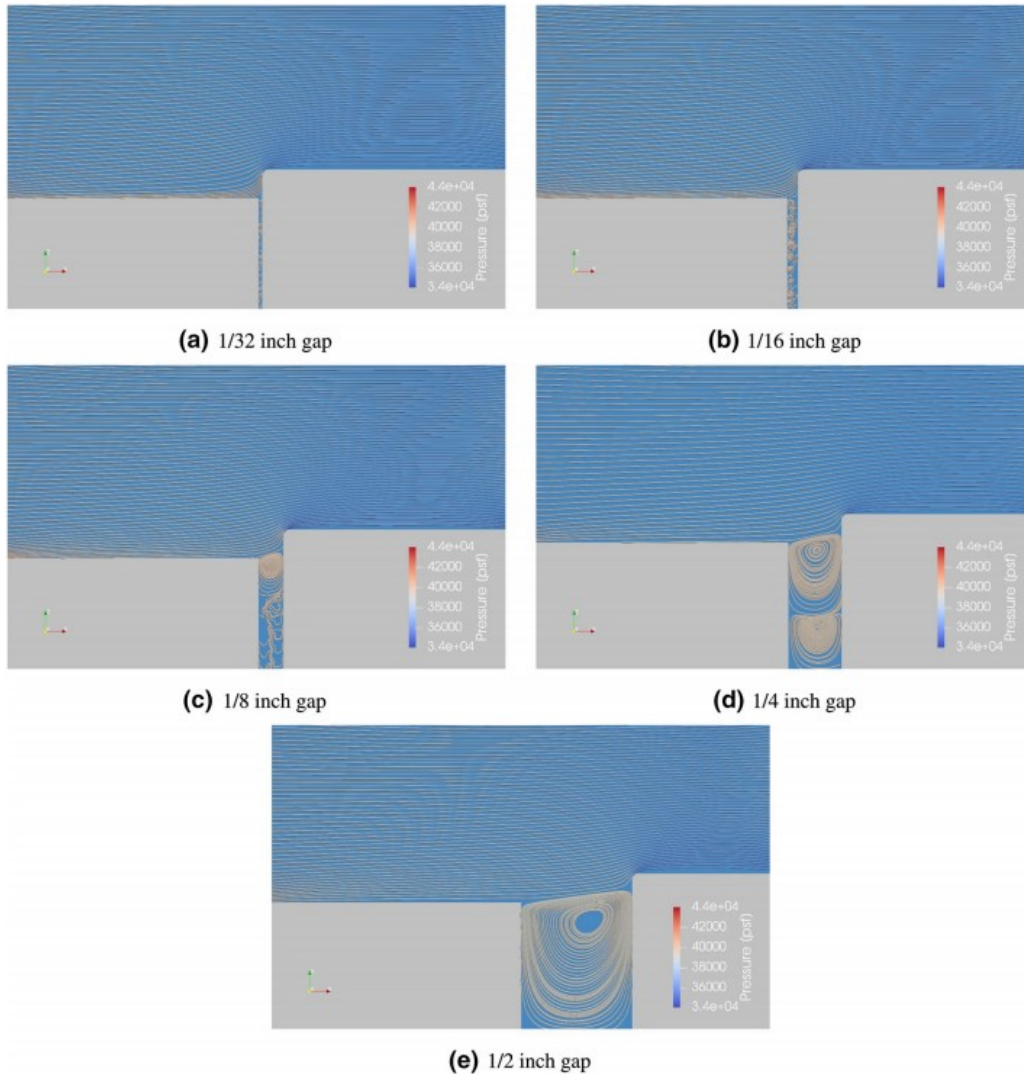 4.4e+04
42000
40000
38000
36000
3.4e+04
Pressure (psf)
(a) 1/32 inch gap
4.4e+04
42000
40000
38000
36000
3.4e+04
Pressure (psf)
(b) 1/16 inch gap
4.4e+04
42000
40000
38000
36000
3.4e+04
Pressure (psf)
(c) 1/8 inch gap
4.4e+04
42000
40000
38000
36000
3.4e+04
Pressure (psf)
(d) 1/4 inch gap
4.4e+04
42000
40000
38000
36000
3.4e+04
Pressure (psf)
(e) 1/2 inch gap